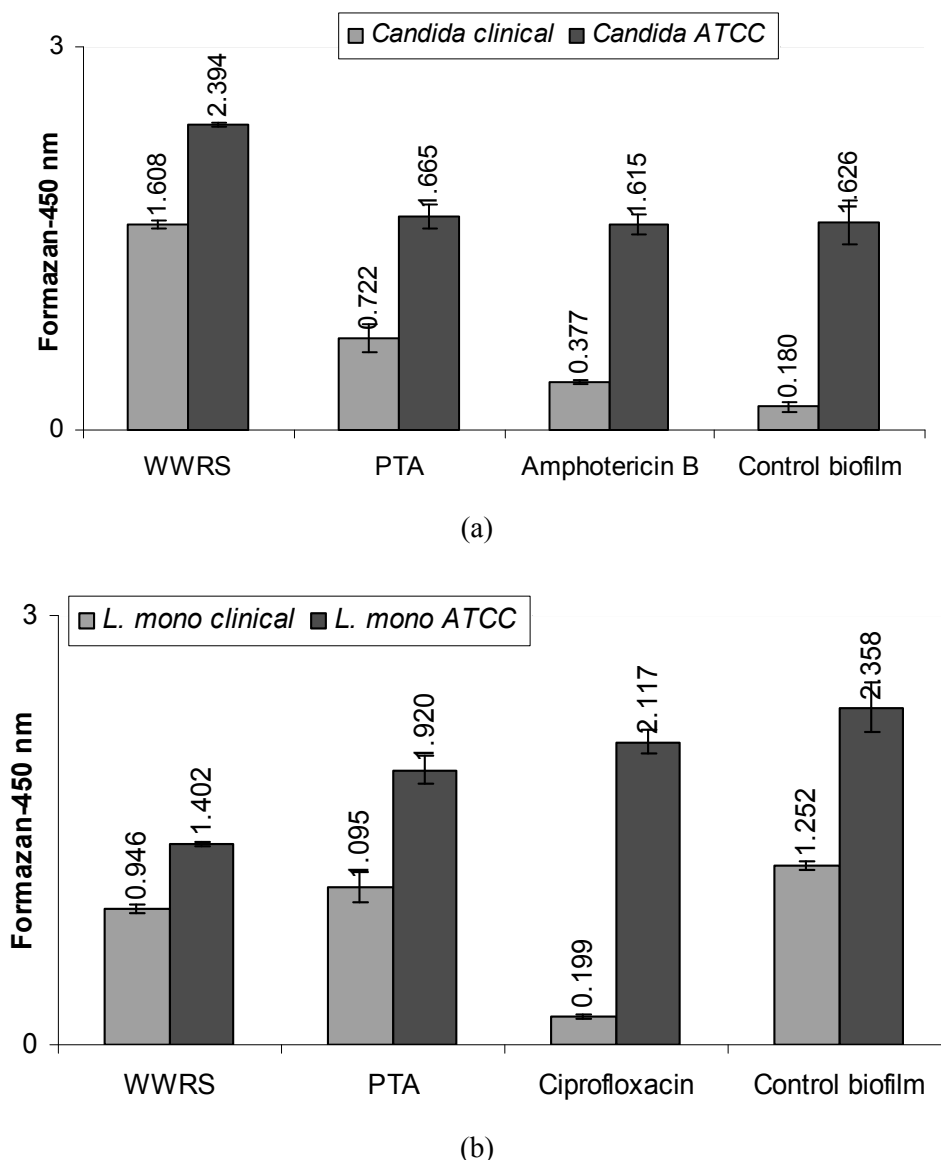 Candida clinical Candida ATCC
3
Formazan-450 nm
0
1.608
2.394
0.722
1.665
0.377
1.615
0.180
1.626
WWRS PTA Amphotericin B Control biofilm
(a)
L. mono clinical L. mono ATCC
3
Formazan-450 nm
0
0.946
1.402
1.095
1.920
0.199
2.117
1.252
2.358
WWRS PTA Ciprofloxacin Control biofilm
(b)